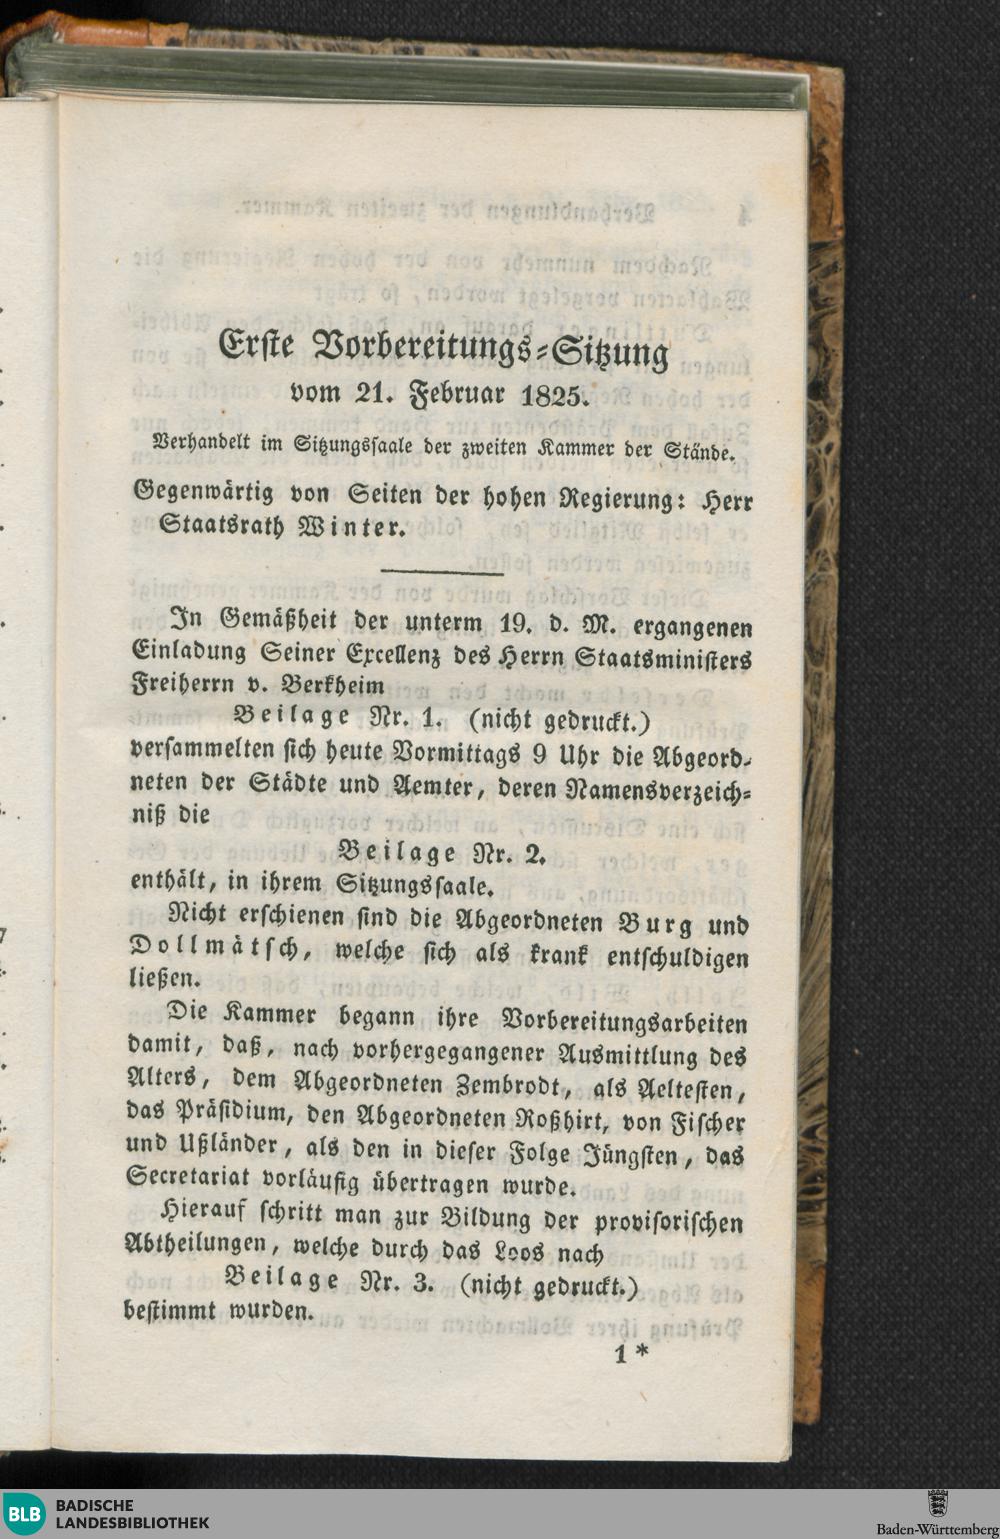 Erste Vorbereitungs-Sitzung
vom 21. Februar 1825.
Verhandelt im Sitzungssaale der zweiten Kammer der Stände.
Gegenwärtig von Seiten der hohen Regierung: Herr
Staatsrath Winter.
In Gemäßheit der unterm 19. d. M. ergangenen
Einladung Seiner Excellenz des Herrn Staatsministers
Freiherrn v. Berkheim
Beilage Nr. 1. (nicht gedruckt.)
versammelten sich heute Vormittags 9 Uhr die Abgeord-
neten der Städte und Aemter, deren Namensverzeich-
niß die
Beilage Nr. 2.
enthält, in ihrem Sitzungssaale.
Nicht erschienen sind die Abgeordneten Burg und
Dollmätsch, welche sich als krank entschuldigen
ließen.
Die Kammer begann ihre Vorbereitungsarbeiten
damit, daß, nach vorhergegangener Ausmittlung des
Alters, dem Abgeordneten Zembrodt, als Aeltesten,
das Präsidium, den Abgeordneten Roßhirt, von Fischer
und Ußländer, als den in dieser Folge Jüngsten, das
Secretariat vorläufig übertragen wurde.
Hierauf schritt man zur Bildung der provisorischen
Abtheilungen, welche durch das Loos nach
Beilage Nr. 3. (nicht gedruckt.)
bestimmt wurden.
1*
BLB BADISCHE
LANDESBIBLIOTHEK
Baden-Württemberg